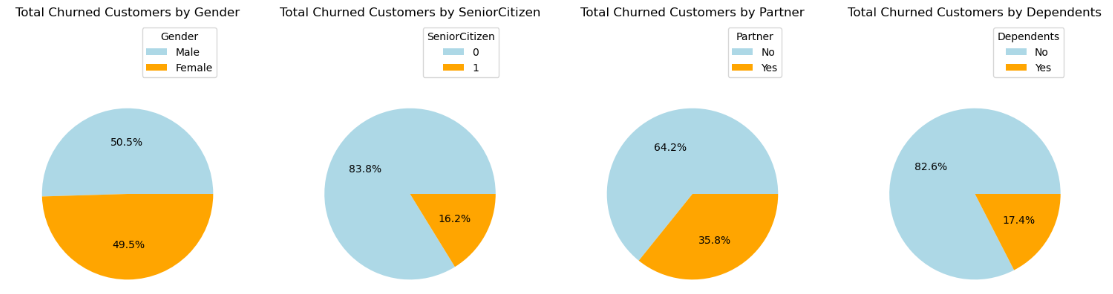 Total Churned Customers by Gender
Gender
Male
Female
50.5%
49.5%
Total Churned Customers by SeniorCitizen
SeniorCitizen
0
1
83.8%
16.2%
Total Churned Customers by Partner
Partner
No
Yes
64.2%
35.8%
Total Churned Customers by Dependents
Dependents
No
Yes
82.6%
17.4%